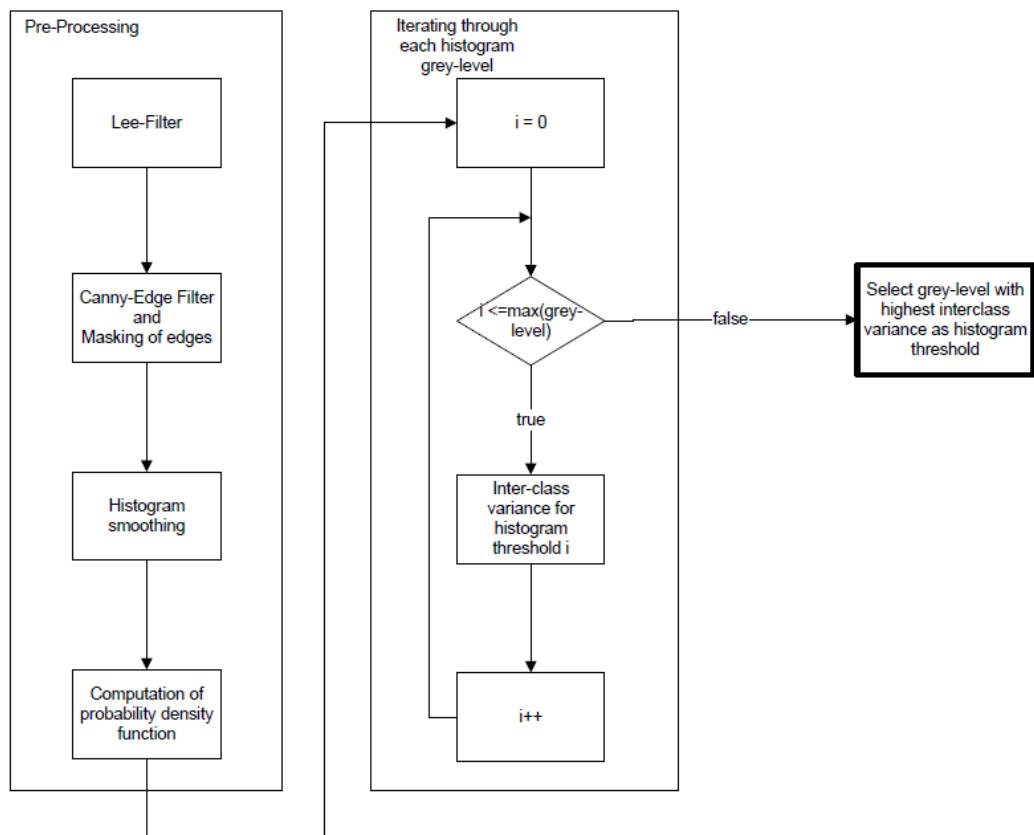 Pre-Processing
Lee-Filter
Canny-Edge Filter
and
Masking of edges
Histogram
smoothing
Computation of
probability density
function
Iterating through
each histogram
grey-level
i = 0
i <=max(grey-
level)
true
false
Inter-class
variance for
histogram
threshold i
i++
Select grey-level with
highest interclass
variance as histogram
threshold